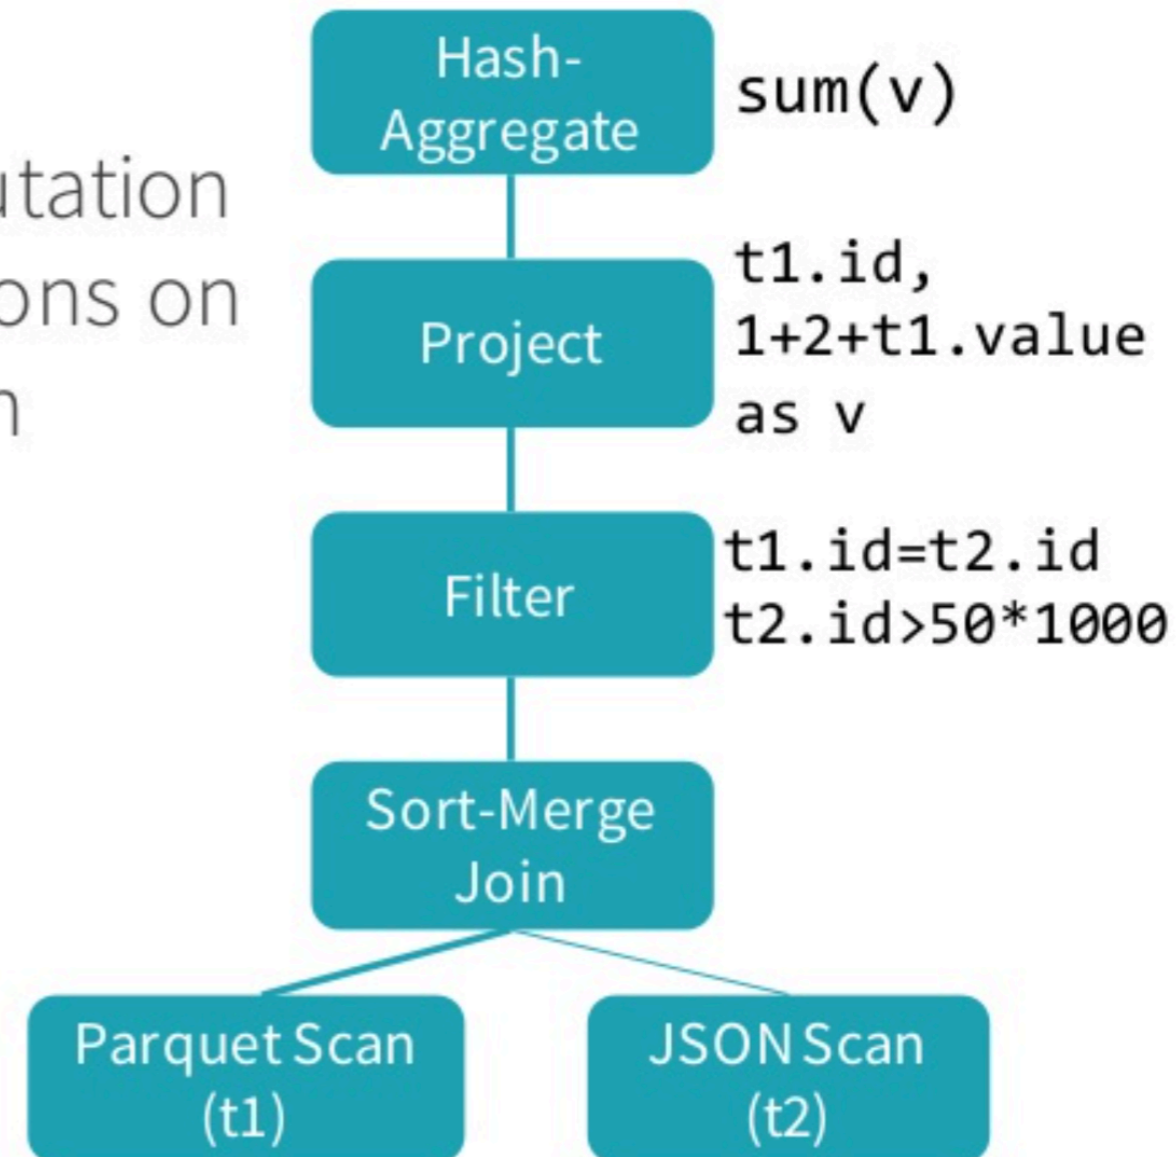 Hash-
Aggregate
sum(v)
utation
ons on
n
Project
t1.id,
1+2+t1.value
as v
Filter
t1.id=t2.id
t2.id>50*1000
Sort-Merge
Join
Parquet Scan
(t1)
JSON Scan
(t2)